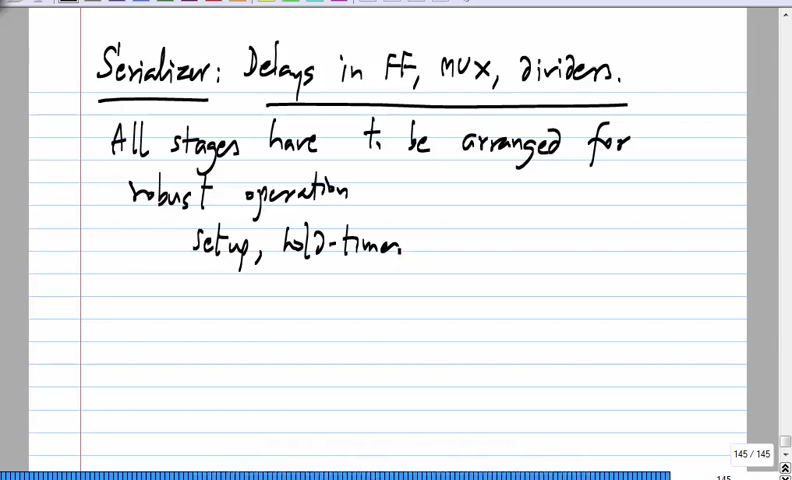 Serializer: Delays in FF, MUX, dividers.
All stages have to be arranged for
robust operation
setup, hold-times.
145 / 145
145